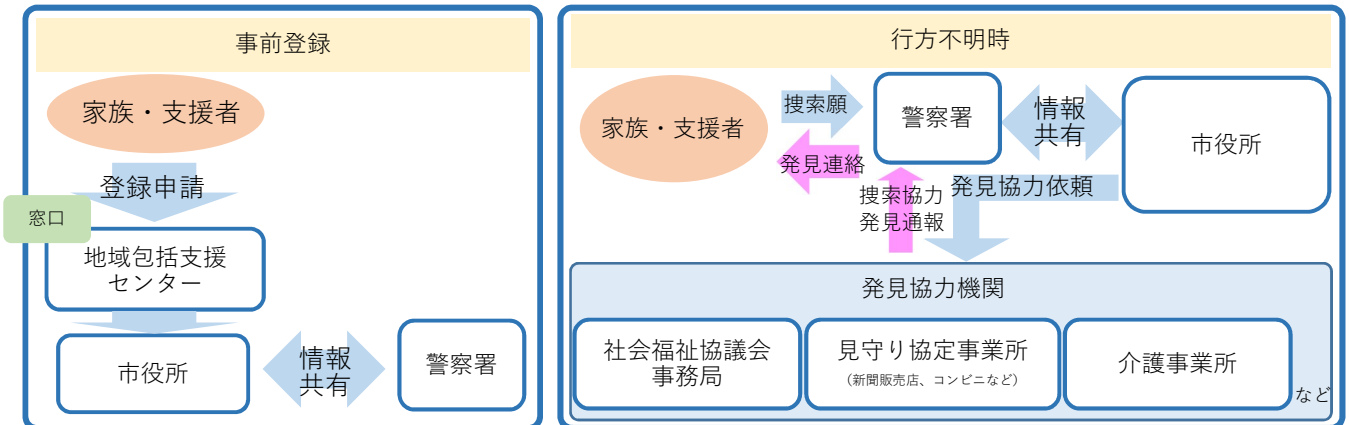 事前登録
家族・支援者
登録申請
窓口
地域包括支援
センター
市役所
情報
共有
警察署
行方不明時
家族・支援者
捜索願
発見連絡
警察署
情報
共有
市役所
捜索協力
発見通報
発見協力依頼
発見協力機関
社会福祉協議会
事務局
見守り協定事業所
（新聞販売店、コンビニなど）
介護事業所
など